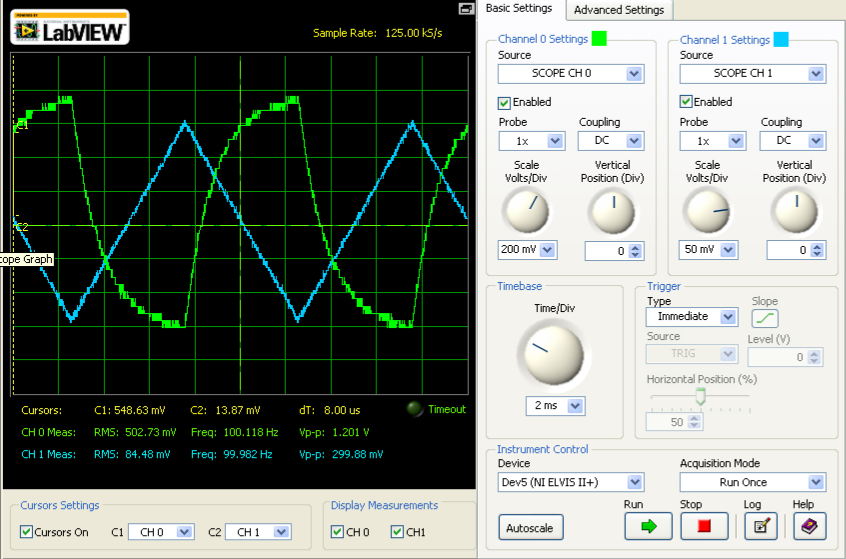 POWERED BY
LabVIEW
Sample Rate: 125.00 kS/s
C1
C2
cope Graph
Cursors: C1: 548.63 mV C2: 13.87 mV dT: 8.00 us Timeout
CH 0 Meas: RMS: 502.73 mV Freq: 100.118 Hz Vp-p: 1.201 V
CH 1 Meas: RMS: 84.48 mV Freq: 99.982 Hz Vp-p: 299.88 mV
Cursors Settings
Cursors On C1 CH 0 C2 CH 1
Display Measurements
CH 0 CH1
Basic Settings Advanced Settings
Channel 0 Settings
Source
SCOPE CH 0
Enabled
Probe Coupling
1x DC
Scale Vertical
Volts/Div Position (Div)
200 mV 0
Channel 1 Settings
Source
SCOPE CH 1
Enabled
Probe Coupling
1x DC
Scale Vertical
Volts/Div Position (Div)
50 mV 0
Timebase
Time/Div
2 ms
Trigger
Type Slope
Immediate
Source Level (V)
TRIG 0
Horizontal Position (%)
50
Instrument Control
Device Acquisition Mode
Dev5 (NI ELVIS II+) Run Once
Run Stop Log Help
Autoscale